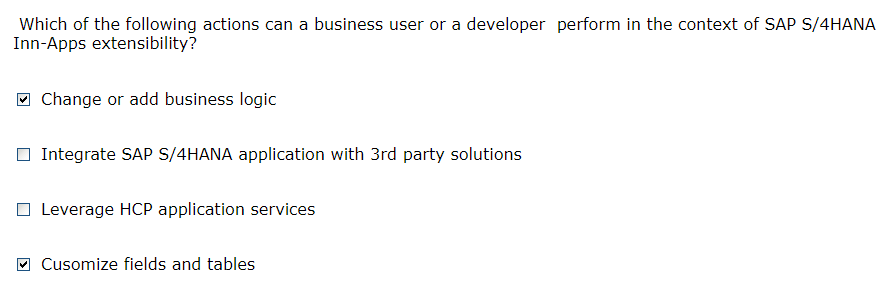 Which of the following actions can a business user or a developer perform in the context of SAP S/4HANA
Inn-Apps extensibility?
Change or add business logic
Integrate SAP S/4HANA application with 3rd party solutions
Leverage HCP application services
Cusomize fields and tables